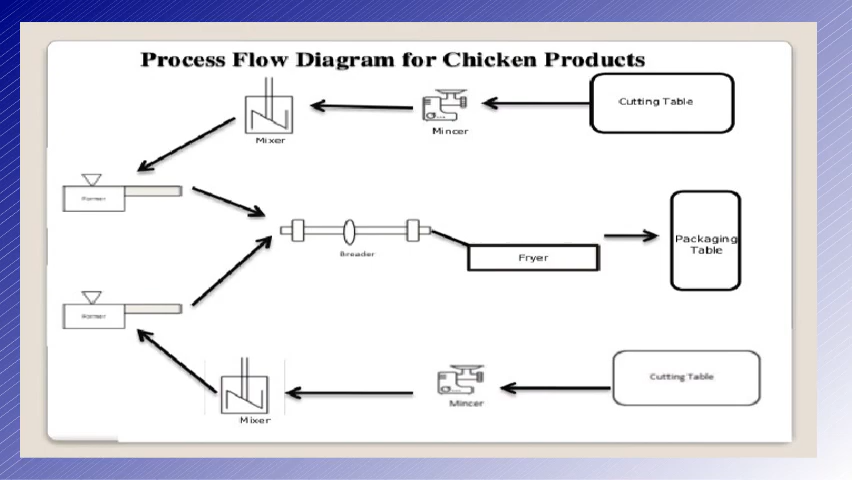 Process Flow Diagram for Chicken Products
Cutting Table
Mincer
Mixer
Former
Breader
Fryer
Packaging
Table
Former
Cutting Table
Mincer
Mixer